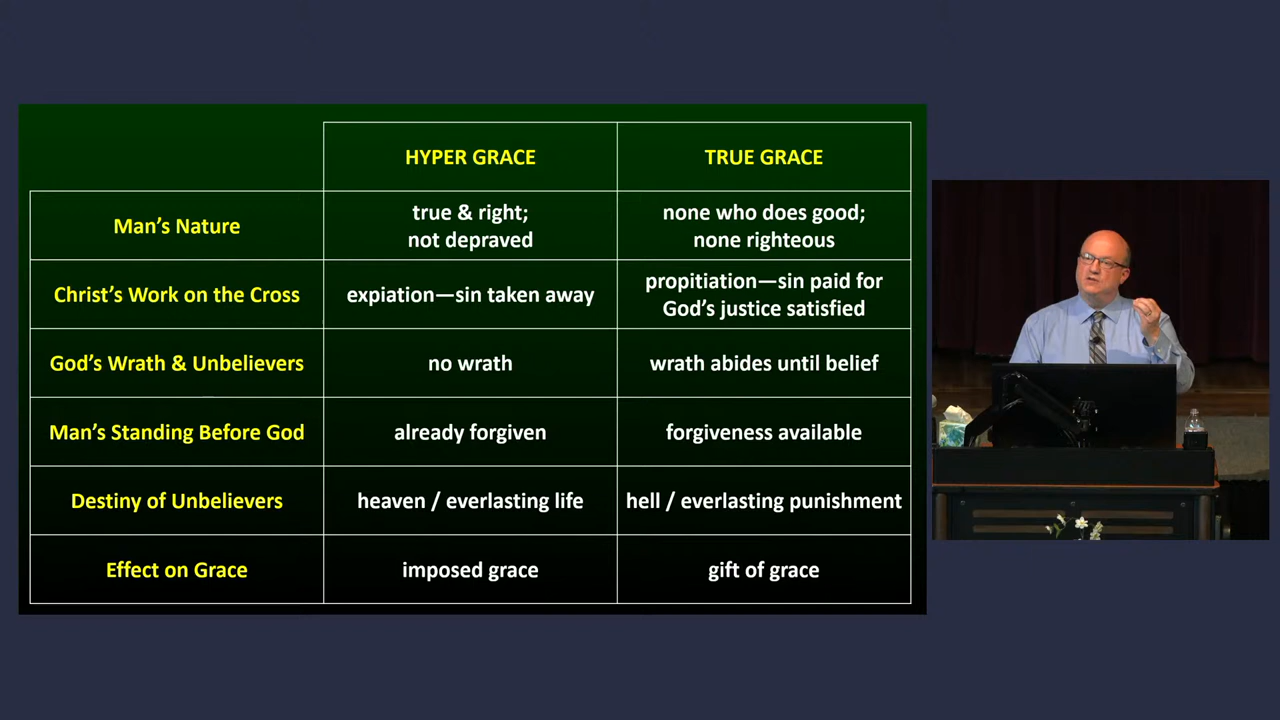 HYPER GRACE
TRUE GRACE
Man’s Nature
true & right;
not depraved
none who does good;
none righteous
Christ’s Work on the Cross
expiation—sin taken away
propitiation—sin paid for
God’s justice satisfied
God’s Wrath & Unbelievers
no wrath
wrath abides until belief
Man’s Standing Before God
already forgiven
forgiveness available
Destiny of Unbelievers
heaven / everlasting life
hell / everlasting punishment
Effect on Grace
imposed grace
gift of grace